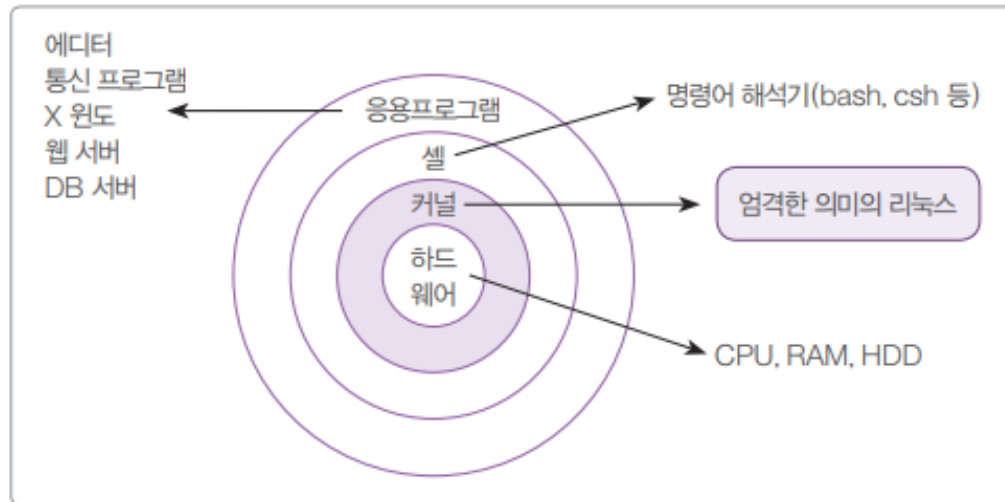 에디터
통신 프로그램
X 윈도
웹 서버
DB 서버
응용프로그램
셸
커널
하드
웨어
명령어 해석기(bash, csh 등)
엄격한 의미의 리눅스
CPU, RAM, HDD